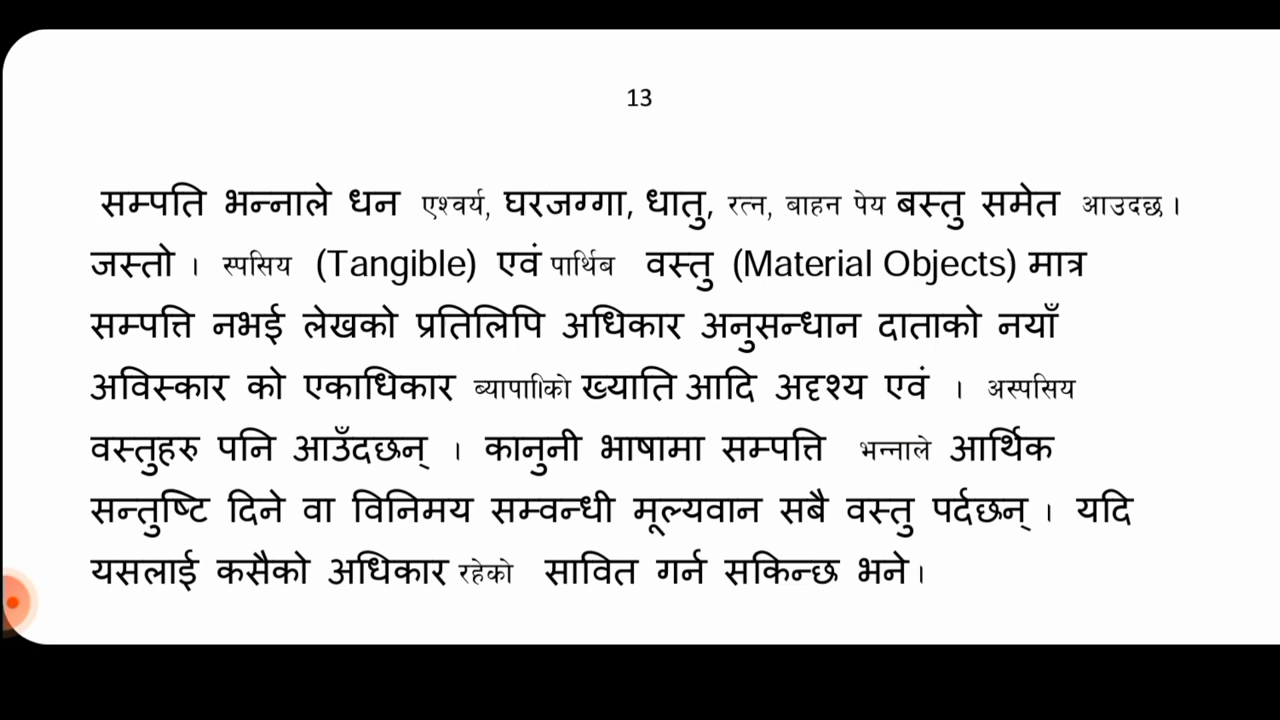 13
सम्पति भन्नाले धन एश्वर्य, घरजग्गा, धातु, रत्न, बाहन पेय बस्तु समेत आउदछ ।
जस्तो । स्पसिय (Tangible) एवं पार्थिब वस्तु (Material Objects) मात्र
सम्पत्ति नभई लेखको प्रतिलिपि अधिकार अनुसन्धान दाताको नयाँ
अविस्कार को एकाधिकार ब्यापाीको ख्याति आदि अदृश्य एवं । अस्पसिय
वस्तुहरु पनि आउँदछन् । कानुनी भाषामा सम्पत्ति भन्नाले आर्थिक
सन्तुष्टि दिने वा विनिमय सम्वन्धी मूल्यवान सबै वस्तु पर्दछन् । यदि
यसलाई कसैको अधिकार रहेको सावित गर्न सकिन्छ भने ।